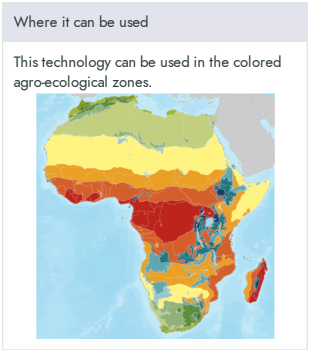 Where it can be used
This technology can be used in the colored
agro-ecological zones.